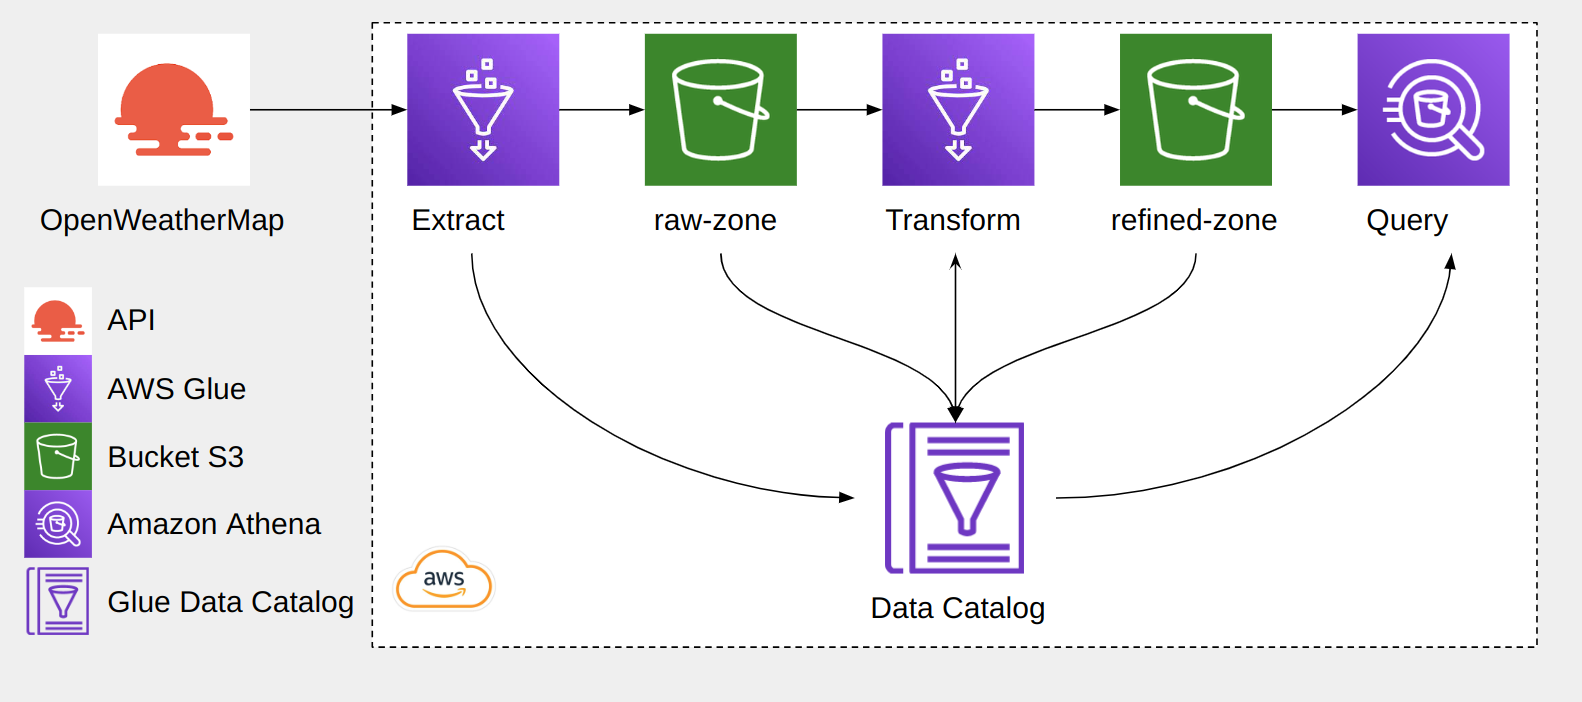 OpenWeatherMap
Extract
raw-zone
Transform
refined-zone
Query
API
AWS Glue
Bucket S3
Amazon Athena
Glue Data Catalog
aws
Data Catalog